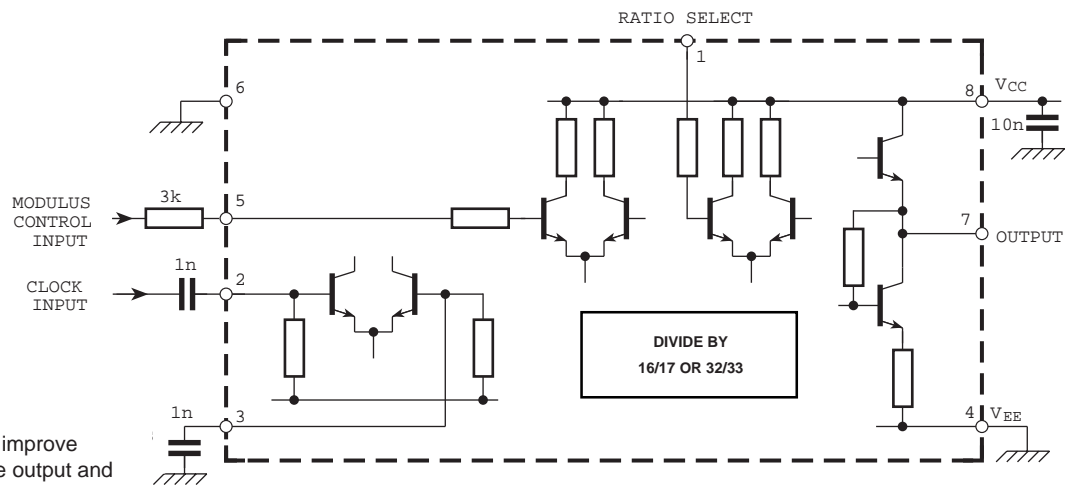 RATIO SELECT
1
6
8
VCC
10n
MODULUS
CONTROL
INPUT
3k
5
7
OUTPUT
1n
2
CLOCK
INPUT
DIVIDE BY
16/17 OR 32/33
1n
3
4
VEE
improve
e output and